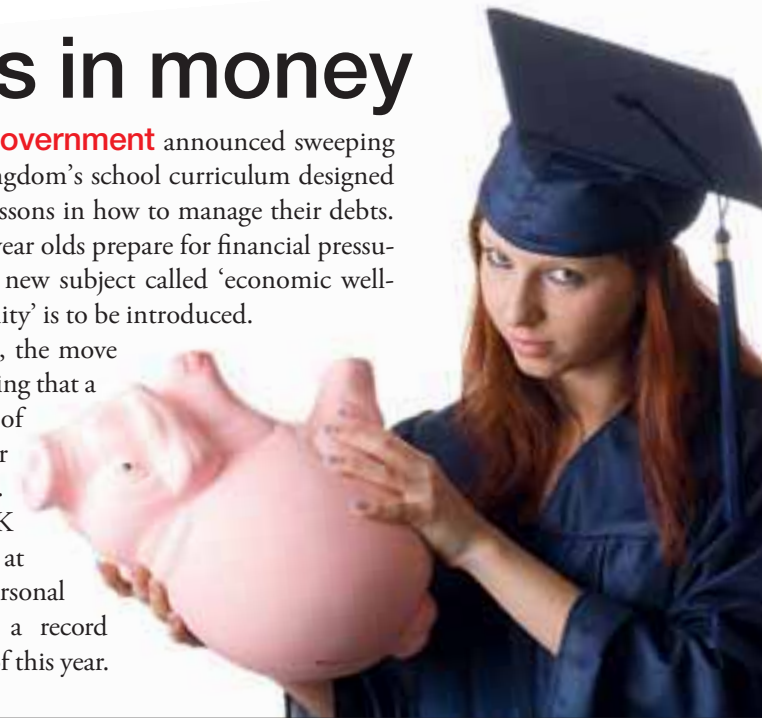 s in money
overnment announced sweeping
ngdom’s school curriculum designed
ssons in how to manage their debts.
year olds prepare for financial pressu-
new subject called ‘economic well-
ity’ is to be introduced.
, the move
ing that a
of
r
.
K
at
rsonal
a record
f this year.